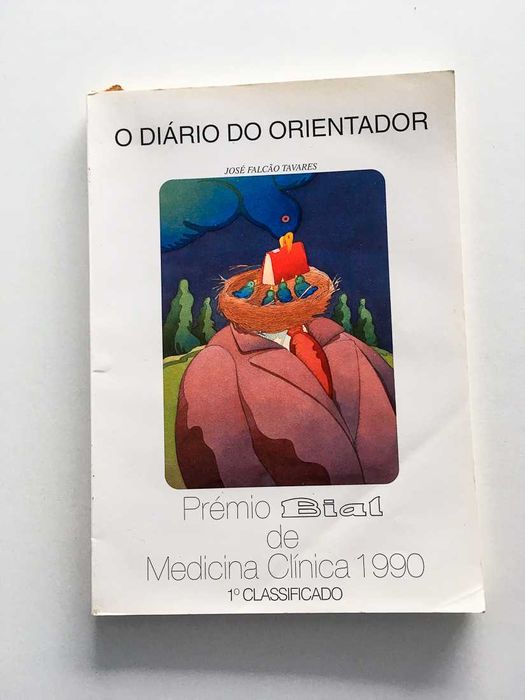 O DIÁRIO DO ORIENTADOR
JOSÉ FALCÃO TAVARES
Prémio Bial
de
Medicina Clínica 1990
1º CLASSIFICADO